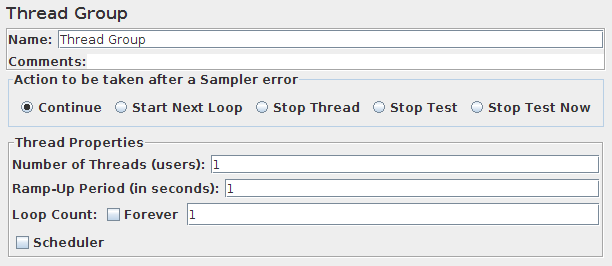 Thread Group
Name: Thread Group
Comments:
Action to be taken after a Sampler error
Continue Start Next Loop Stop Thread Stop Test Stop Test Now
Thread Properties
Number of Threads (users): 1
Ramp-Up Period (in seconds): 1
Loop Count: Forever 1
Scheduler